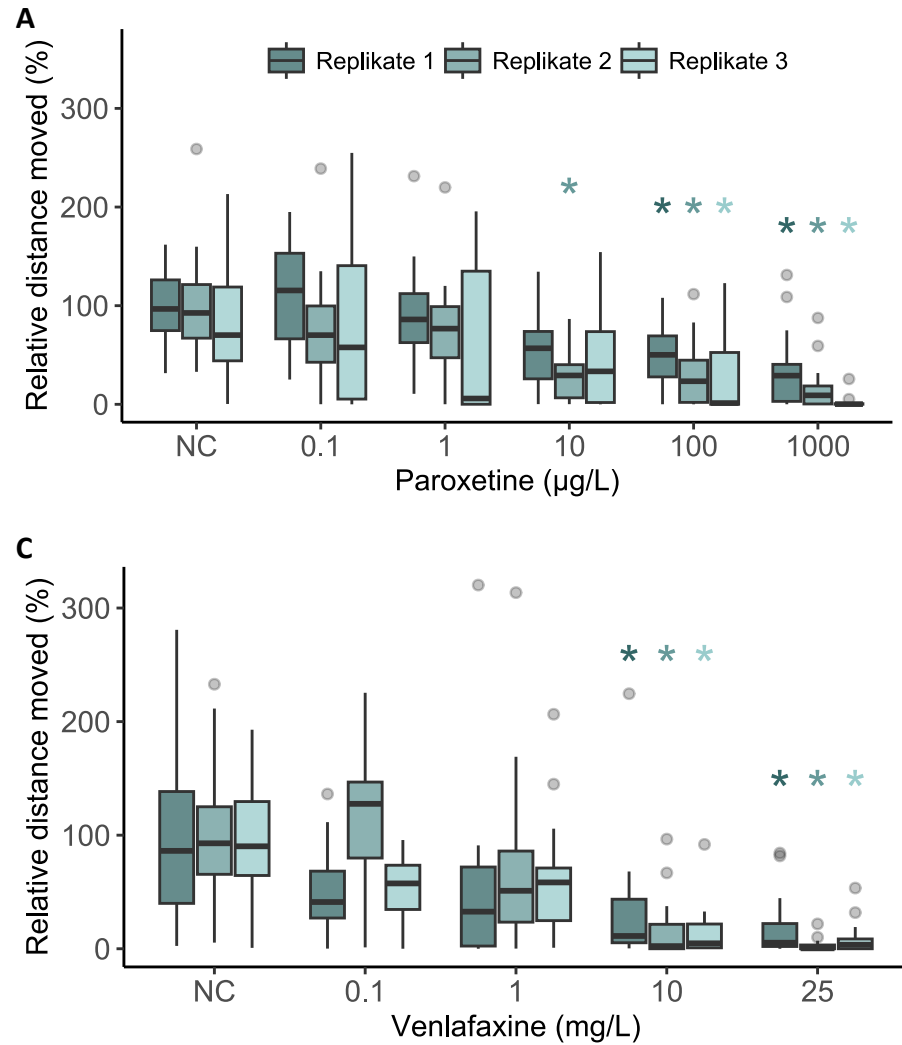 A
Replikate 1 Replikate 2 Replikate 3
Relative distance moved (%)
300
200
100
0
NC 0.1 1 10 100 1000
* * * * * * *
Paroxetine (µg/L)
C
Relative distance moved (%)
300
200
100
0
* * * * * *
NC 0.1 1 10 25
Venlafaxine (mg/L)